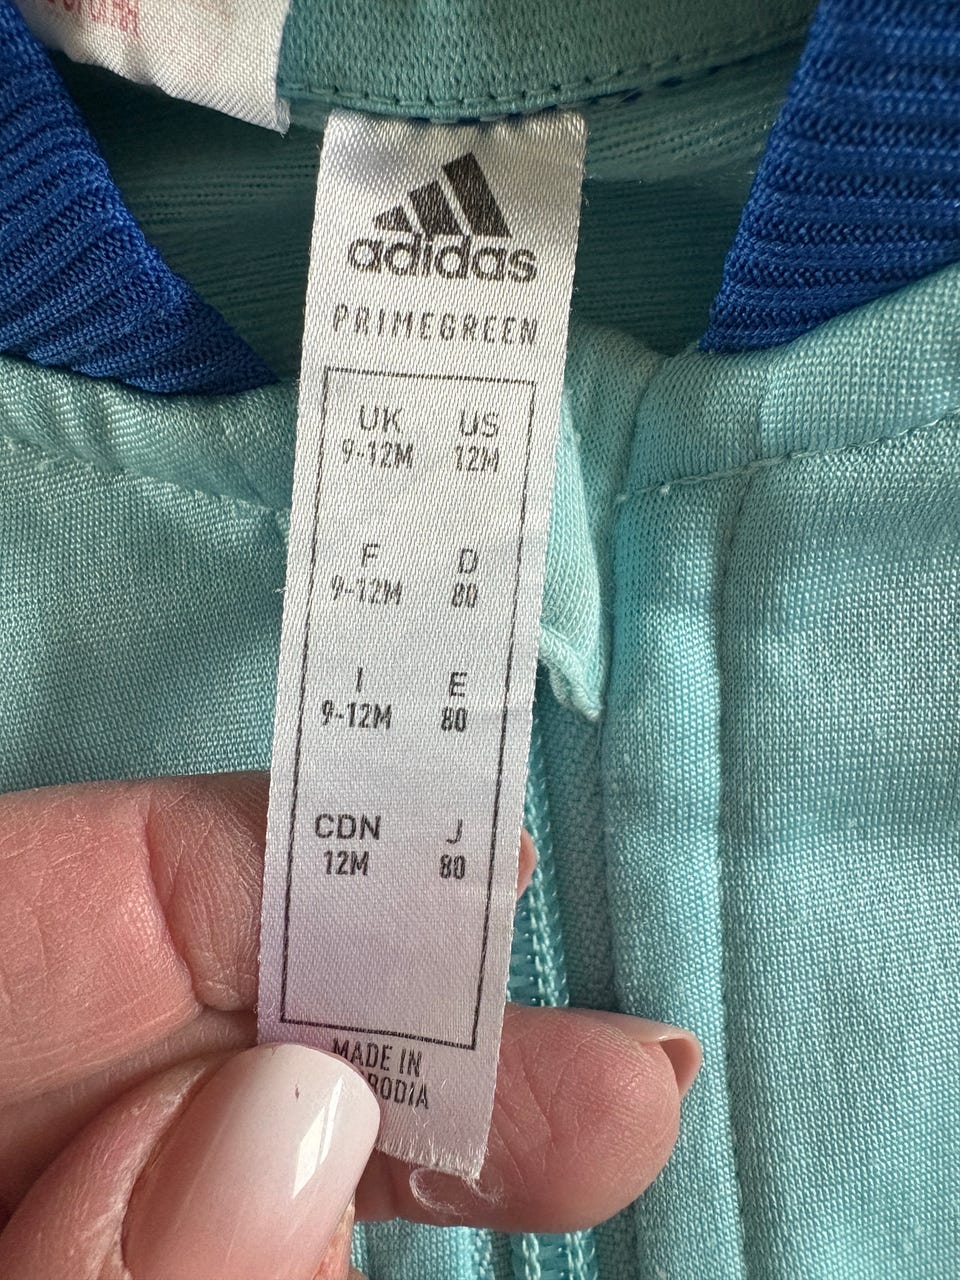 adidas
PRIMEGREEN
UK US
9-12M 12M
F D
9-12M 80
I E
9-12M 80
CDN J
12M 80
MADE IN